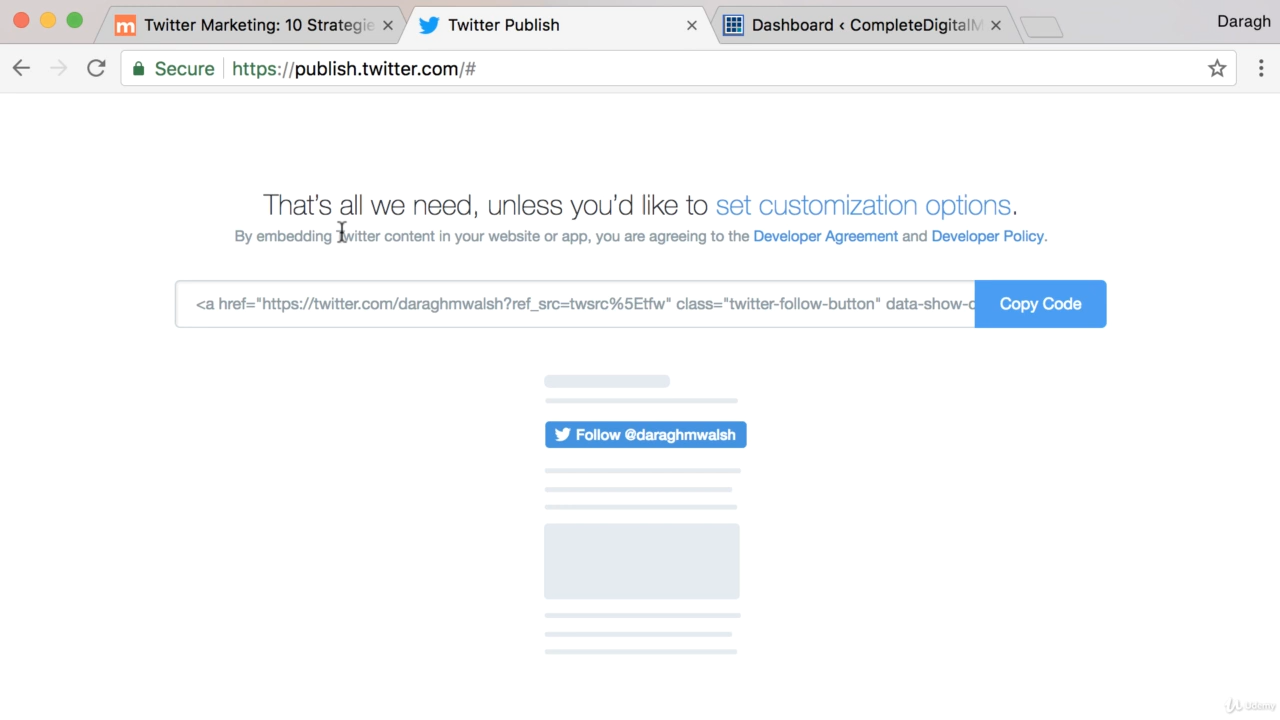 Twitter Marketing: 10 Strategie
Twitter Publish
Dashboard ‹ CompleteDigitalM
Daragh
Secure
https://publish.twitter.com/#
That's all we need, unless you'd like to set customization options.
By embedding Twitter content in your website or app, you are agreeing to the Developer Agreement and Developer Policy.
<a href="https://twitter.com/daraghmwalsh?ref_src=twsrc%5Etfw" class="twitter-follow-button" data-show-c
Copy Code
Follow @daraghmwalsh
Udemy